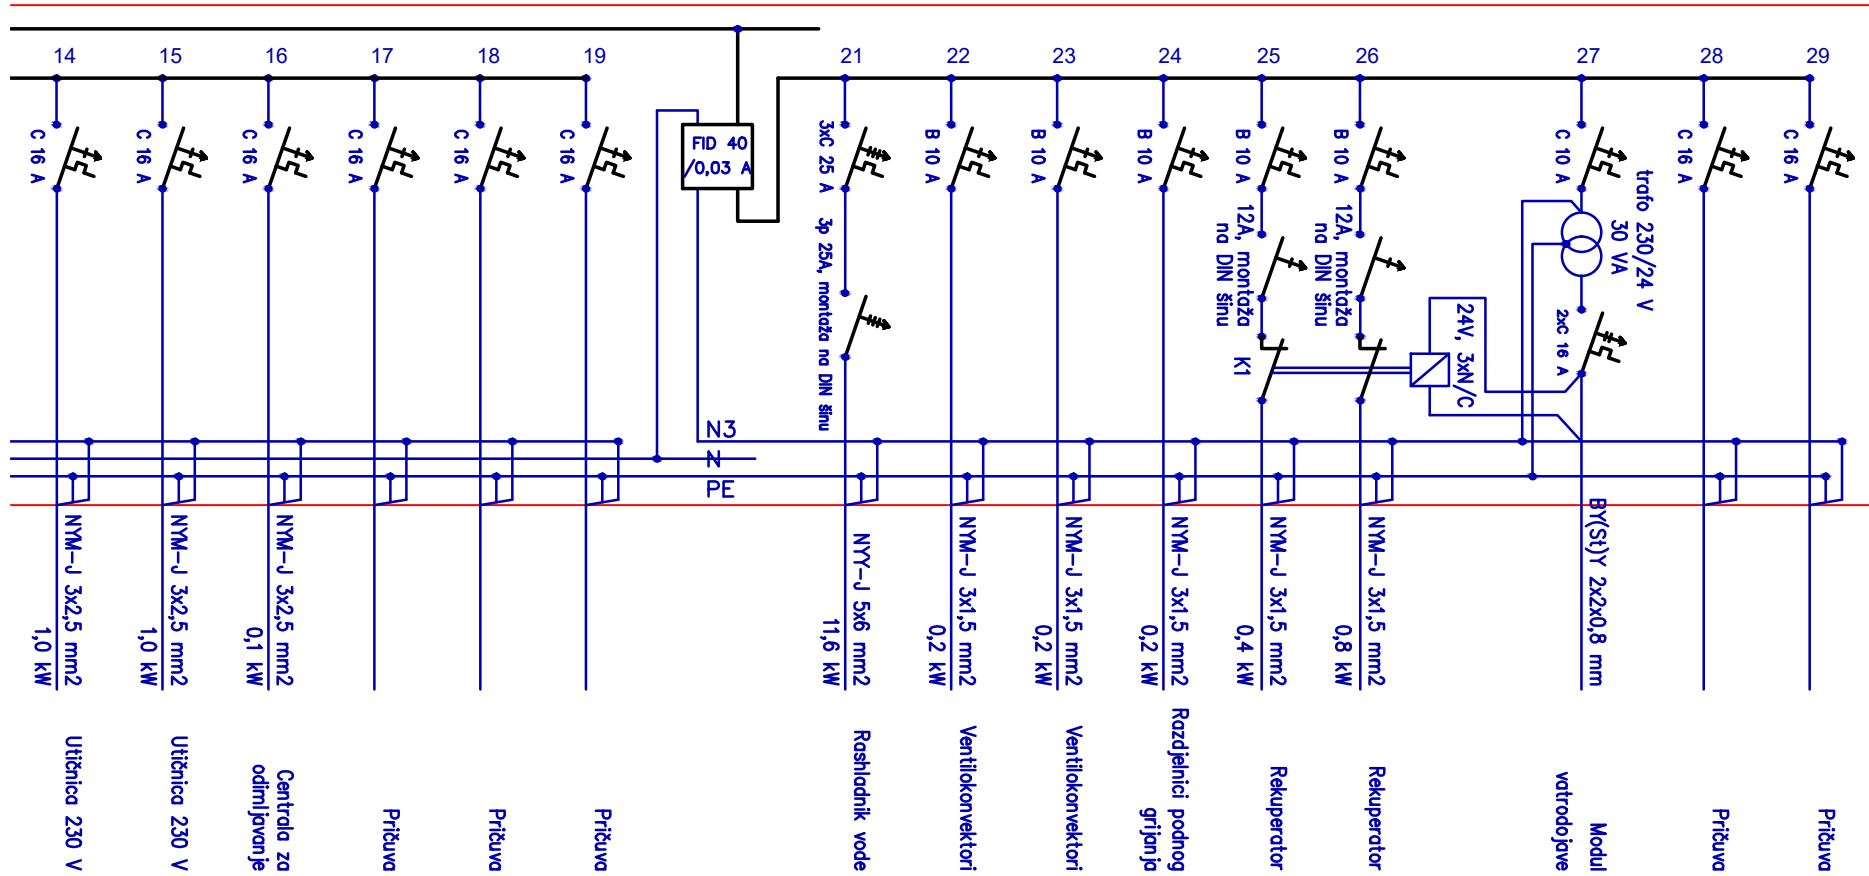 14
15
16
17
18
19
21
22
23
24
25
26
27
28
29
C 16 A
C 16 A
C 16 A
C 16 A
C 16 A
C 16 A
FID 40
/0,03 A
3xC 25 A
B 10 A
B 10 A
B 10 A
B 10 A
B 10 A
C 10 A
C 16 A
C 16 A
3p 25A, montaža na DIN šinu
12A, montaža
na DIN šinu
12A, montaža
na DIN šinu
trafo 230/24 V
30 VA
2xC 16 A
K1
24V, 3xN/C
N3
N
PE
NYM-J 3x2,5 mm2
1,0 kW
NYM-J 3x2,5 mm2
1,0 kW
NYM-J 3x2,5 mm2
0,1 kW
NYY-J 5x6 mm2
11,6 kW
NYM-J 3x1,5 mm2
0,2 kW
NYM-J 3x1,5 mm2
0,2 kW
NYM-J 3x1,5 mm2
0,2 kW
NYM-J 3x1,5 mm2
0,4 kW
NYM-J 3x1,5 mm2
0,8 kW
BY(St)Y 2x2x0,8 mm
Utičnica 230 V
Utičnica 230 V
Centrala za
odimljavanje
Pričuva
Pričuva
Pričuva
Rashladnik vode
Ventilokonvektori
Ventilokonvektori
Razdjelnici podnog
grijanja
Rekuperator
Rekuperator
Modul
vatrodojave
Pričuva
Pričuva